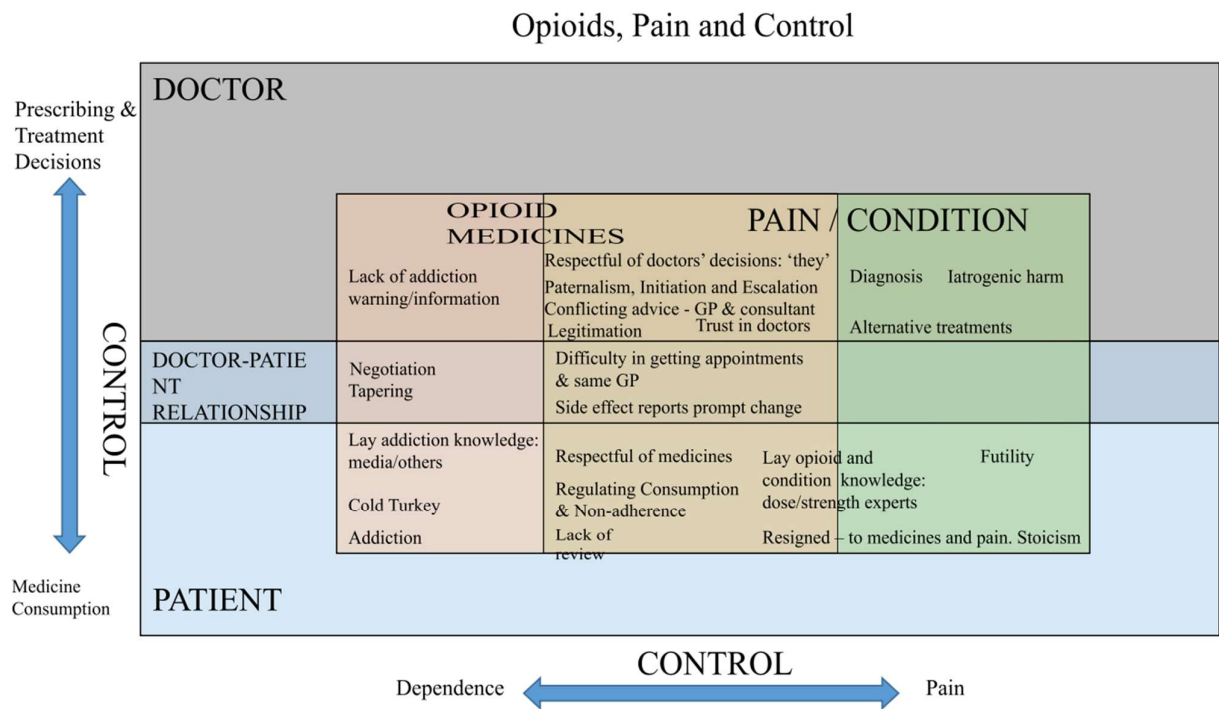 Opioids, Pain and Control
DOCTOR
Prescribing &
Treatment
Decisions
OPIOID
MEDICINES
PAIN / CONDITION
Lack of addiction
warning/information
Respectful of doctors’ decisions: ‘they’
Paternalism, Initiation and Escalation
Conflicting advice - GP & consultant
Legitimation
Trust in doctors
Diagnosis
Iatrogenic harm
Alternative treatments
CONTROL
DOCTOR-PATIE
NT
RELATIONSHIP
Negotiation
Tapering
Difficulty in getting appointments
& same GP
Side effect reports prompt change
Lay addiction knowledge:
media/others
Cold Turkey
Addiction
Respectful of medicines
Regulating Consumption
& Non-adherence
Lack of
review
Lay opioid and
condition knowledge:
dose/strength experts
Futility
Resigned – to medicines and pain. Stoicism
Medicine
Consumption
PATIENT
CONTROL
Dependence
Pain